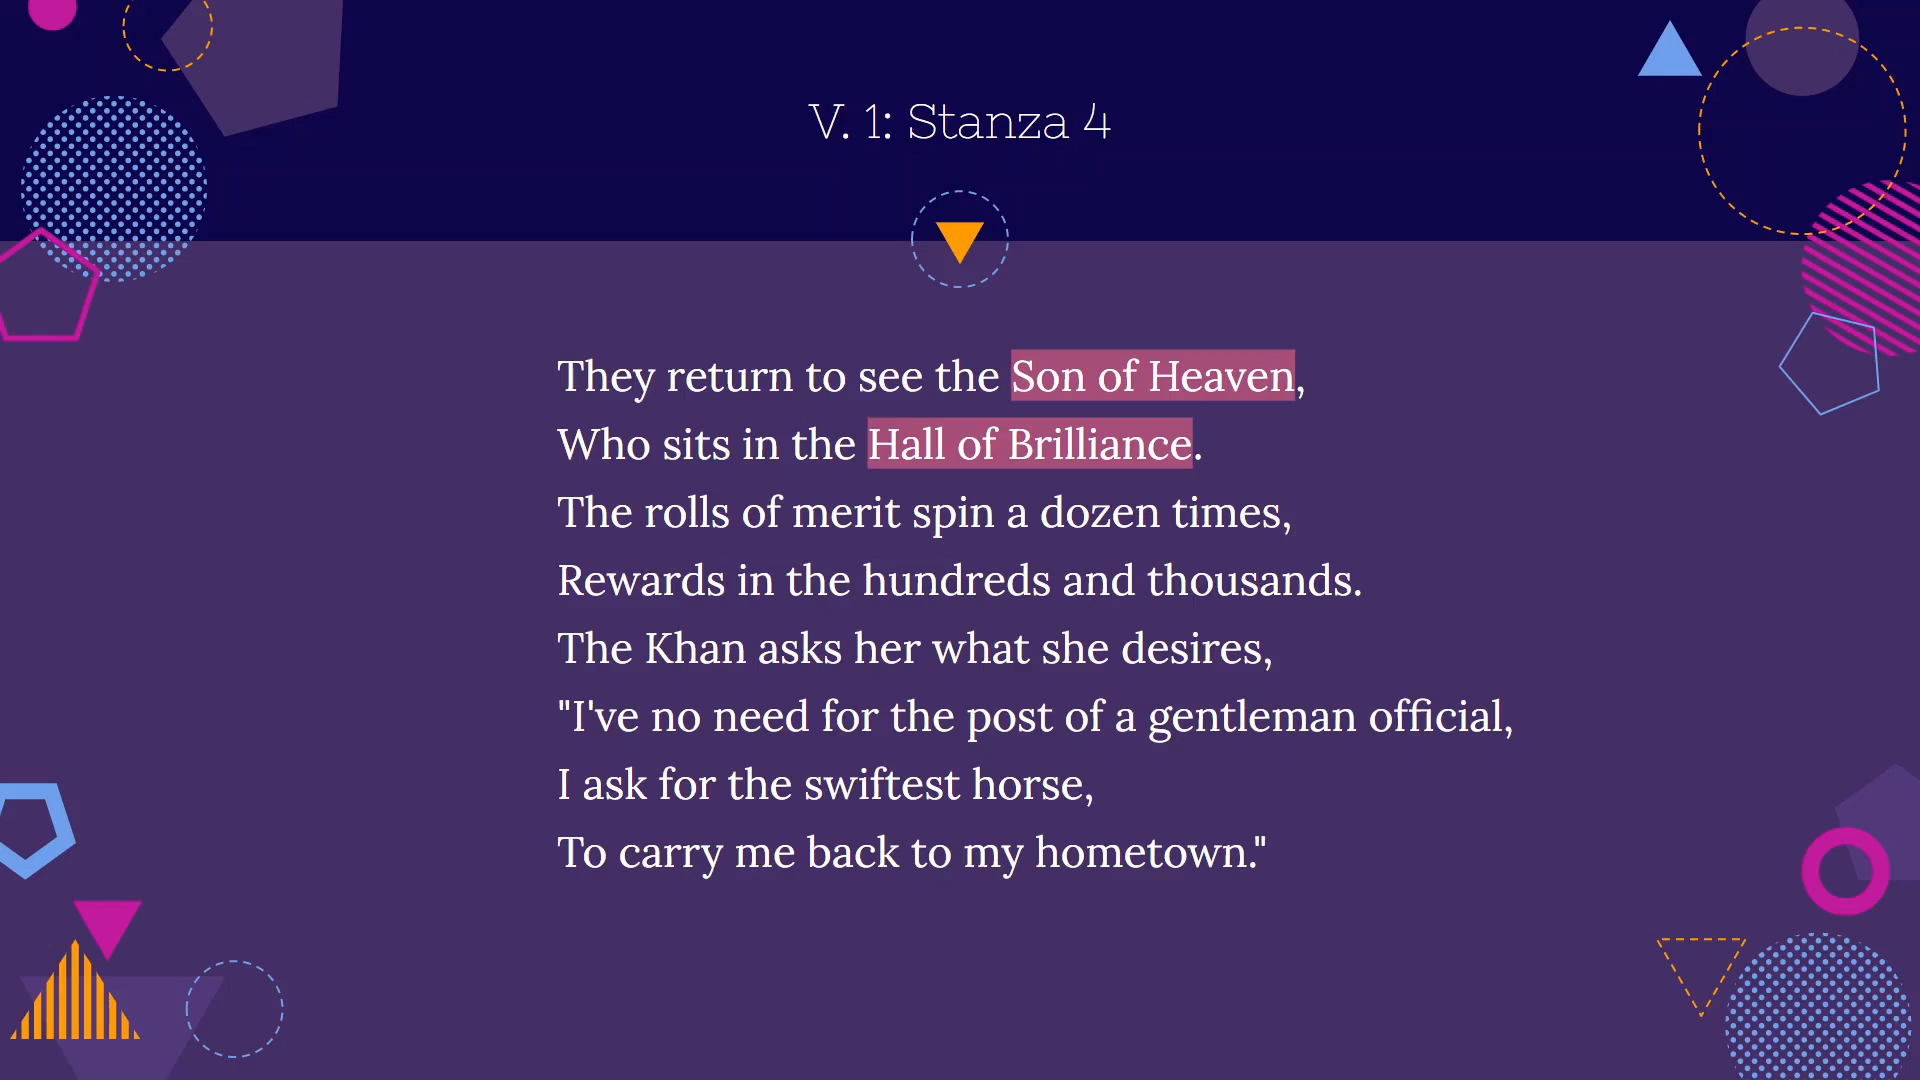 V. 1: Stanza 4
They return to see the Son of Heaven,
Who sits in the Hall of Brilliance.
The rolls of merit spin a dozen times,
Rewards in the hundreds and thousands.
The Khan asks her what she desires,
"I've no need for the post of a gentleman official,
I ask for the swiftest horse,
To carry me back to my hometown."